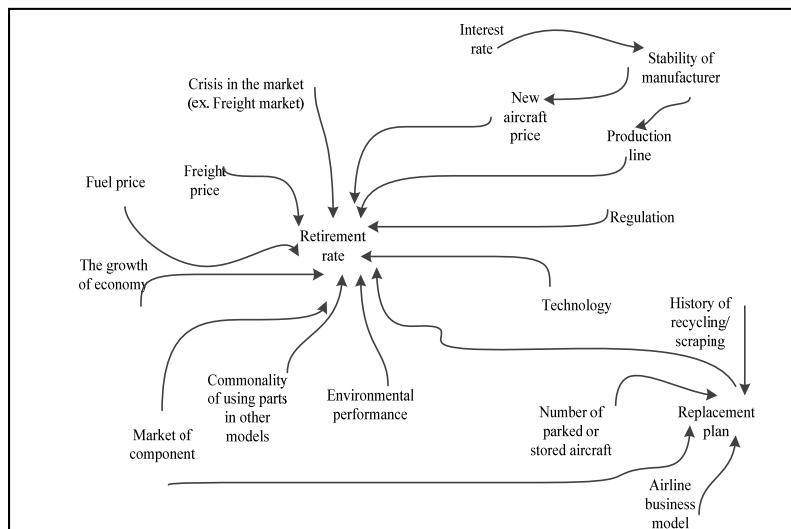 Interest
rate
Stability of
manufacturer
Crisis in the market
(ex. Freight market)
New
aircraft
price
Production
line
Freight
price
Fuel price
Regulation
Retirement
rate
The growth
of economy
Technology
History of
recycling/
scraping
Commonality
of using parts
in other
models
Environmental
performance
Market of
component
Number of
parked or
stored aircraft
Replacement
plan
Airline
business
model